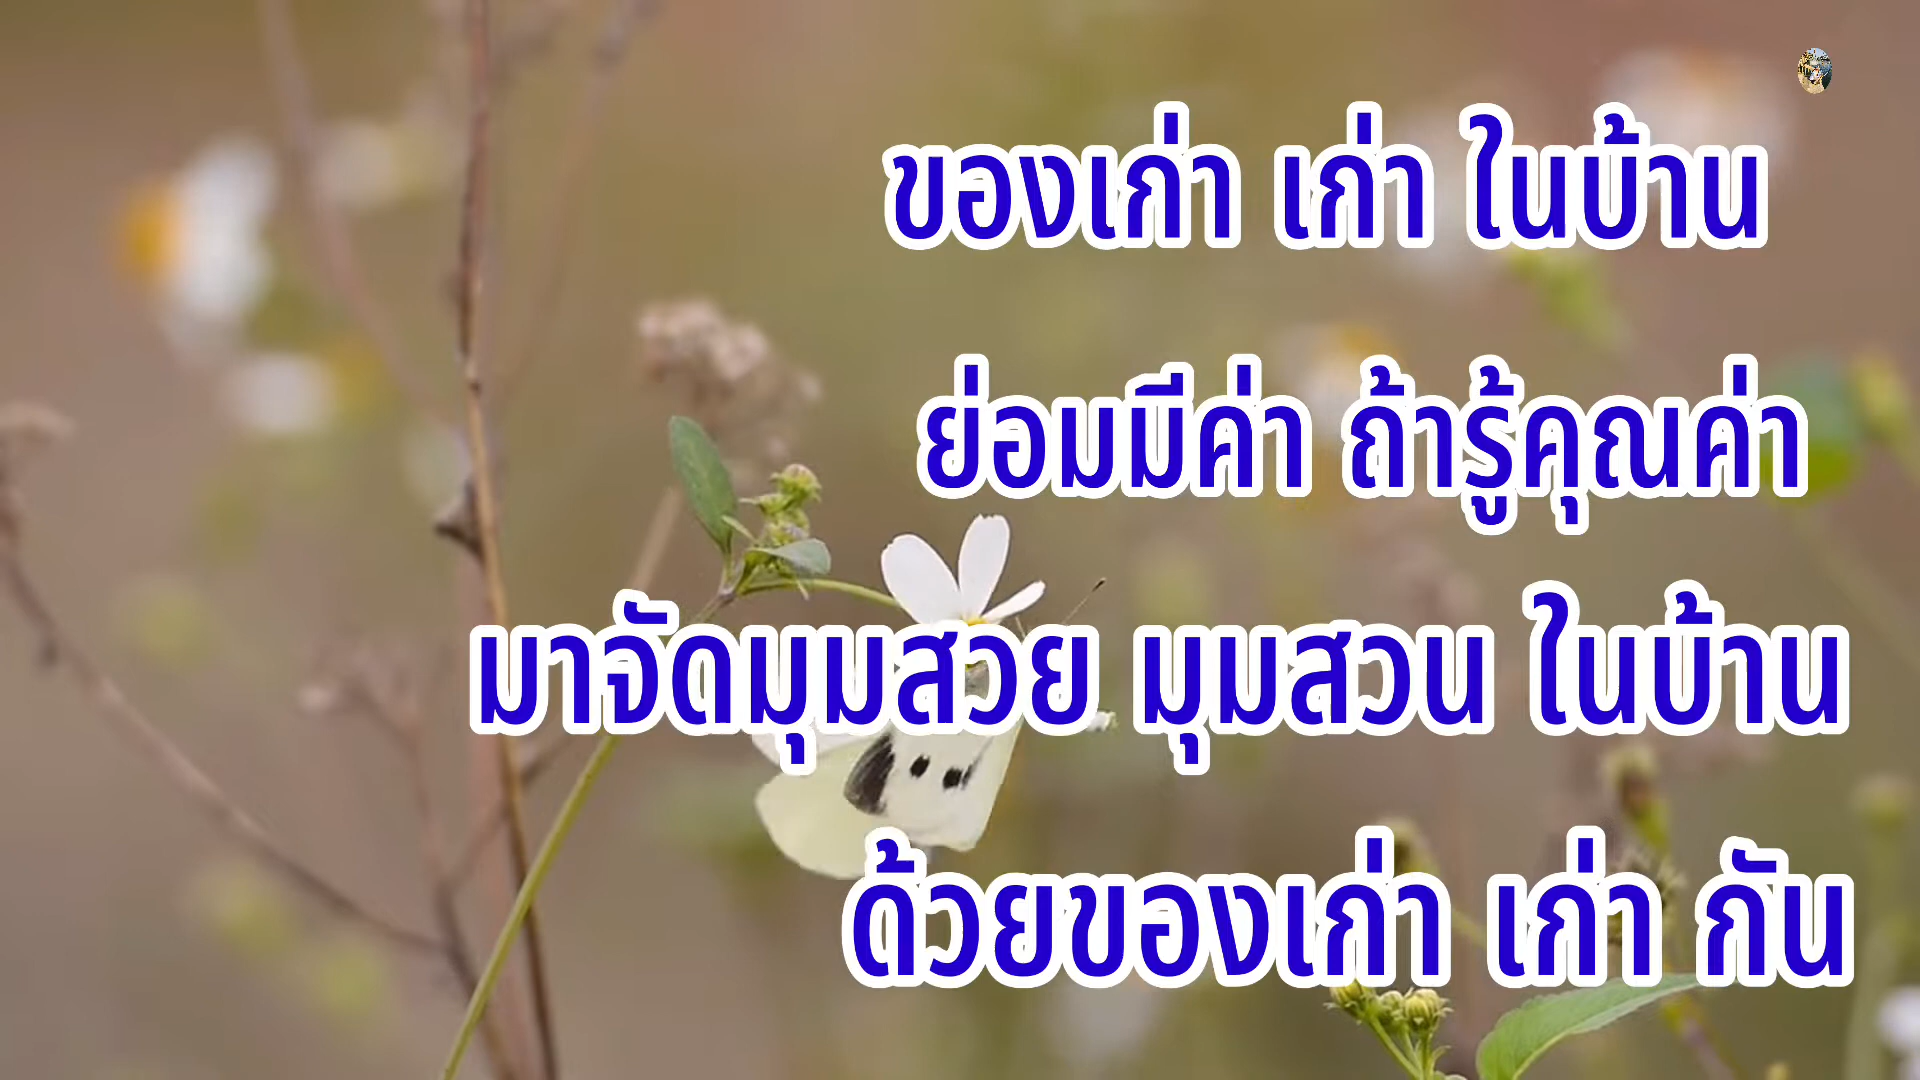 ของเก่า เก่า ในบ้าน
ย่อมมีค่า ถ้ารู้คุณค่า
มาจัดมุมสวย มุมสวน ในบ้าน
ด้วยของเก่า เก่า กัน